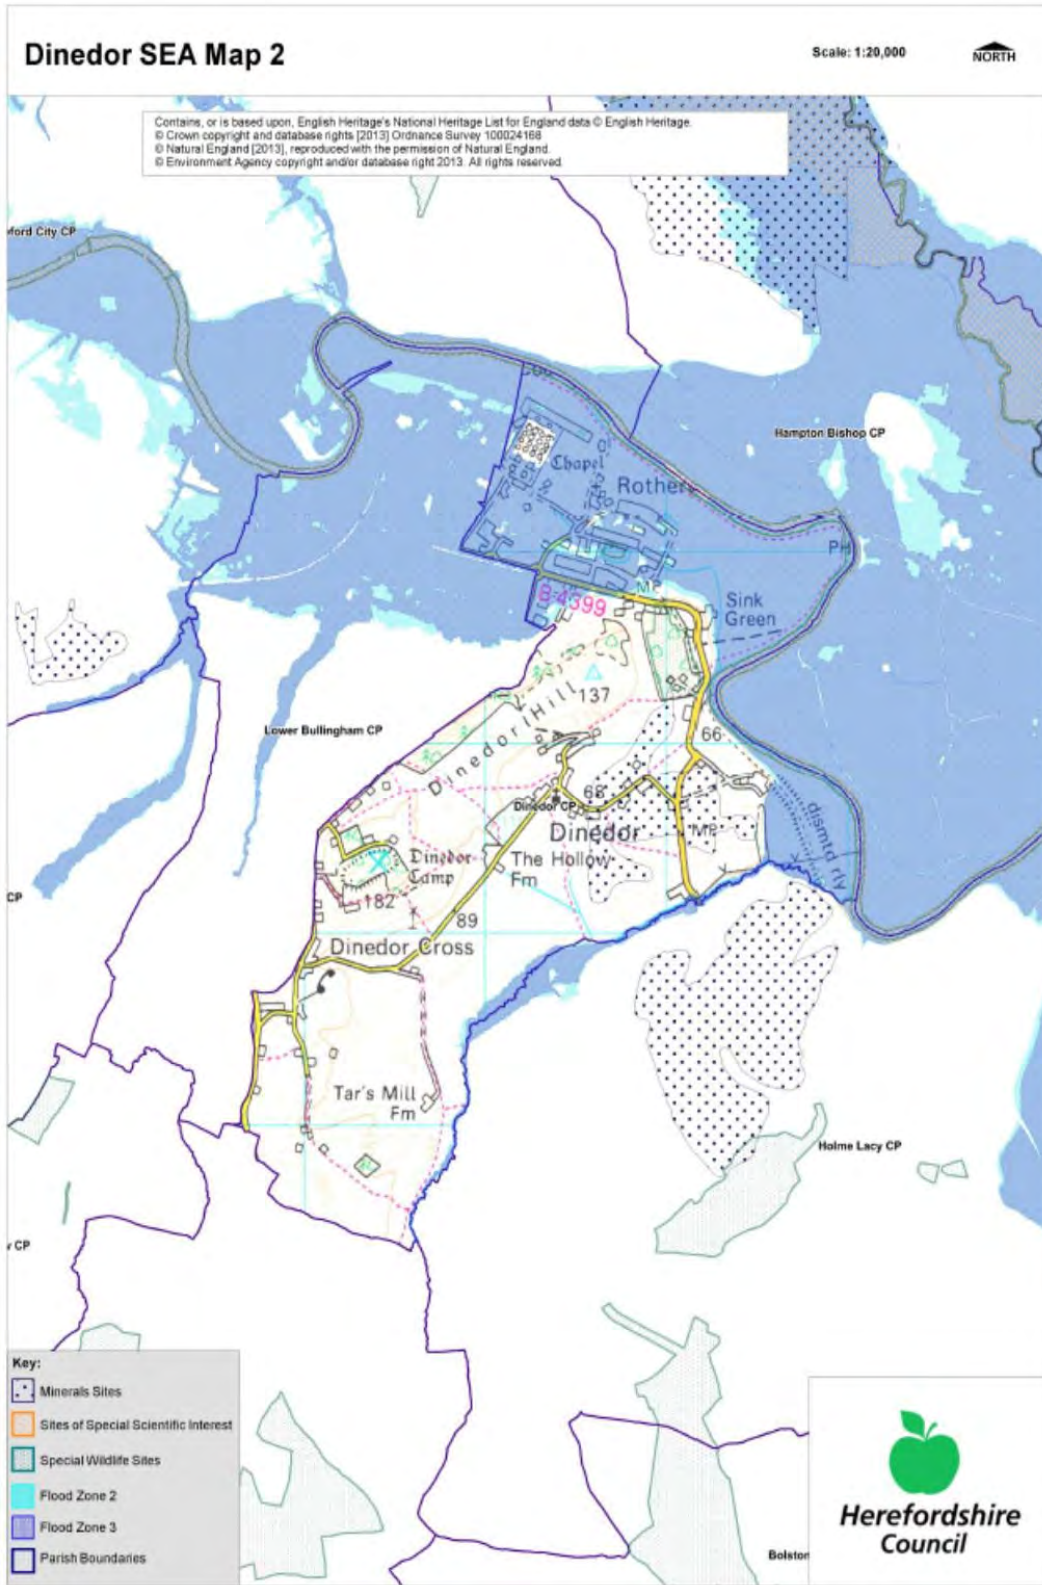 Dinedor SEA Map 2
Scale: 1:20,000
NORTH
Contains, or is based upon, English Heritage's National Heritage List for England data © English Heritage.
© Crown copyright and database rights [2013] Ordnance Survey 100024168
© Natural England [2013], reproduced with the permission of Natural England.
© Environment Agency copyright and/or database right 2013. All rights reserved.
ford City CP
Hampton Bishop CP
Chapel
Rother
PH
MP
B 4399
Sink
Green
137
Lower Bullingham CP
Dinedor Hill
66
68
Dinedor CP
Dinedor
MP
dismtd rly
The Hollow
Fm
Dinedor
Camp
CP
182
89
Dinedor Cross
Tar's Mill
Fm
Holme Lacy CP
CP
Key:
Minerals Sites
Sites of Special Scientific Interest
Special Wildlife Sites
Flood Zone 2
Flood Zone 3
Parish Boundaries
Herefordshire
Council
Bolston